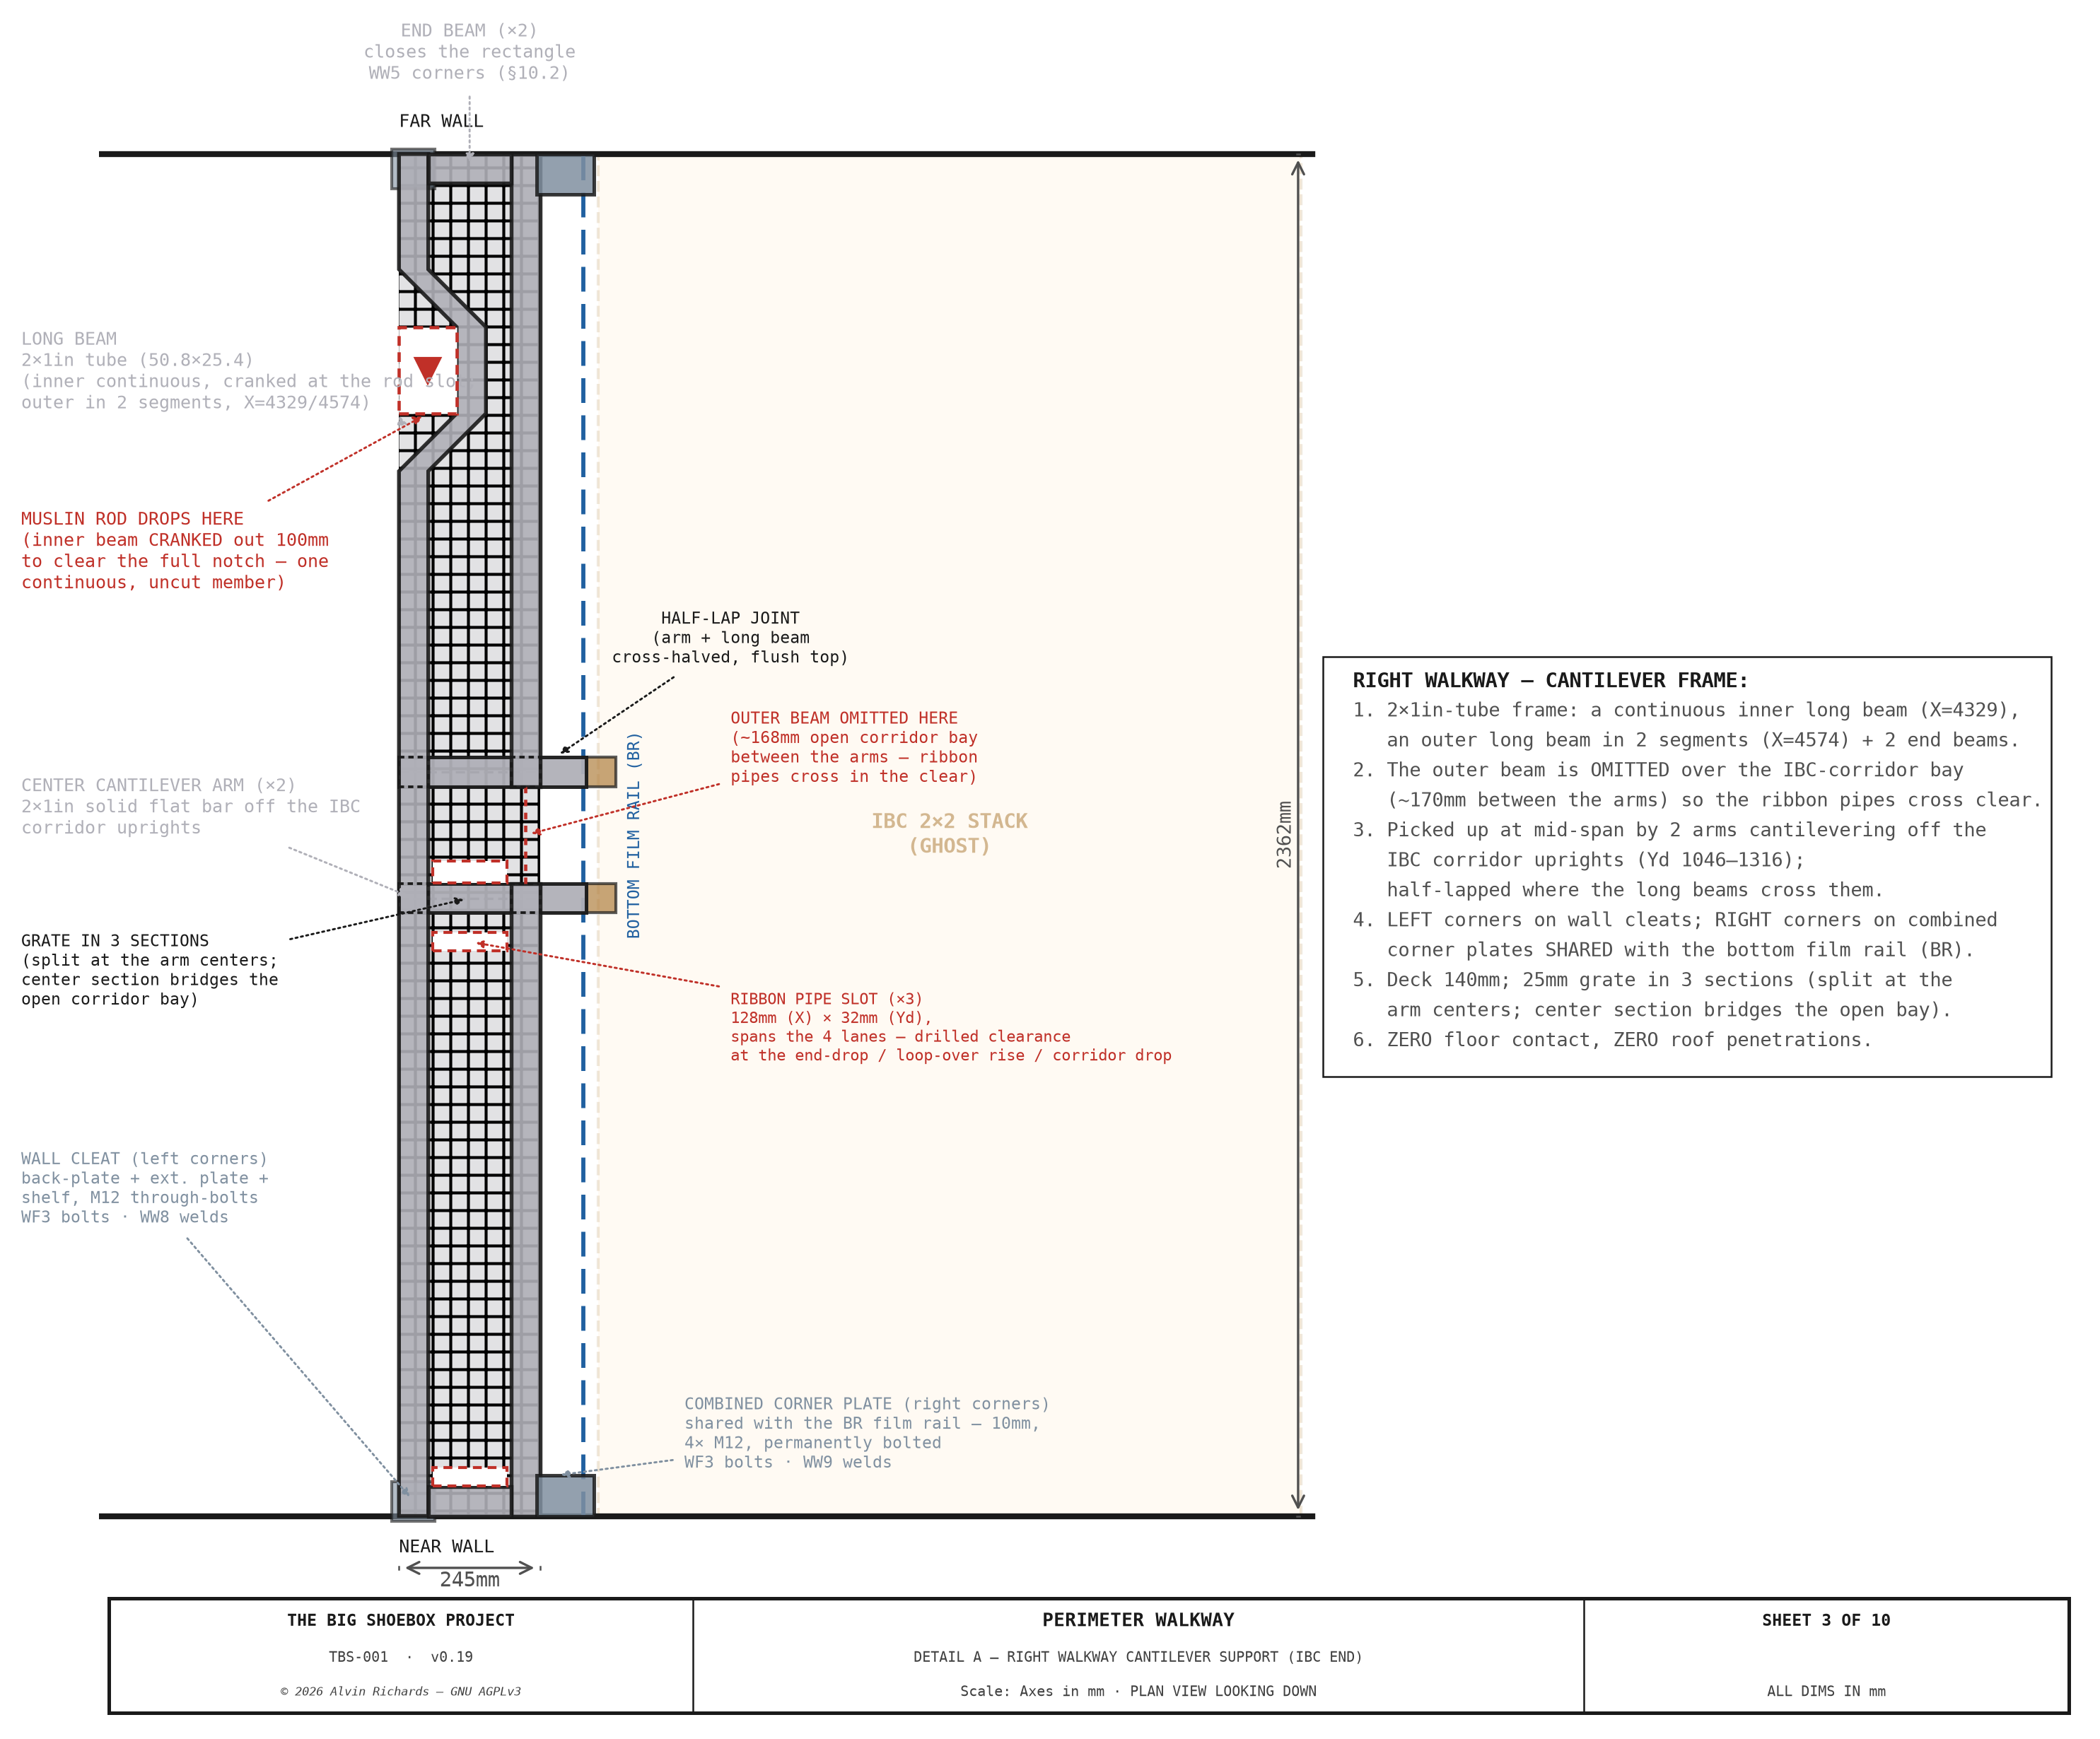 END BEAM (×2)
closes the rectangle
WW5 corners (§10.2)
FAR WALL
LONG BEAM
2×1in tube (50.8×25.4)
(inner continuous, cranked at the rod slo
outer in 2 segments, X=4329/4574)
MUSLIN ROD DROPS HERE
(inner beam CRANKED out 100mm
to clear the full notch — one
continuous, uncut member)
HALF-LAP JOINT
(arm + long beam
cross-halved, flush top)
OUTER BEAM OMITTED HERE
(~168mm open corridor bay
between the arms — ribbon
pipes cross in the clear)
BOTTOM FILM RAIL (BR)
CENTER CANTILEVER ARM (×2)
2×1in solid flat bar off the IBC
corridor uprights
IBC 2×2 STACK
(GHOST)
2362mm
GRATE IN 3 SECTIONS
(split at the arm centers;
center section bridges the
open corridor bay)
RIBBON PIPE SLOT (×3)
128mm (X) × 32mm (Yd),
spans the 4 lanes — drilled clearance
at the end-drop / loop-over rise / corridor drop
RIGHT WALKWAY — CANTILEVER FRAME:
1. 2×1in-tube frame: a continuous inner long beam (X=4329),
an outer long beam in 2 segments (X=4574) + 2 end beams.
2. The outer beam is OMITTED over the IBC-corridor bay
(~170mm between the arms) so the ribbon pipes cross clear.
3. Picked up at mid-span by 2 arms cantilevering off the
IBC corridor uprights (Yd 1046–1316);
half-lapped where the long beams cross them.
4. LEFT corners on wall cleats; RIGHT corners on combined
corner plates SHARED with the bottom film rail (BR).
5. Deck 140mm; 25mm grate in 3 sections (split at the
arm centers; center section bridges the open bay).
6. ZERO floor contact, ZERO roof penetrations.
WALL CLEAT (left corners)
back-plate + ext. plate +
shelf, M12 through-bolts
WF3 bolts · WW8 welds
COMBINED CORNER PLATE (right corners)
shared with the BR film rail — 10mm,
4× M12, permanently bolted
WF3 bolts · WW9 welds
NEAR WALL
245mm
THE BIG SHOEBOX PROJECT
TBS-001 · v0.19
© 2026 Alvin Richards — GNU AGPLv3
PERIMETER WALKWAY
DETAIL A — RIGHT WALKWAY CANTILEVER SUPPORT (IBC END)
Scale: Axes in mm · PLAN VIEW LOOKING DOWN
SHEET 3 OF 10
ALL DIMS IN mm